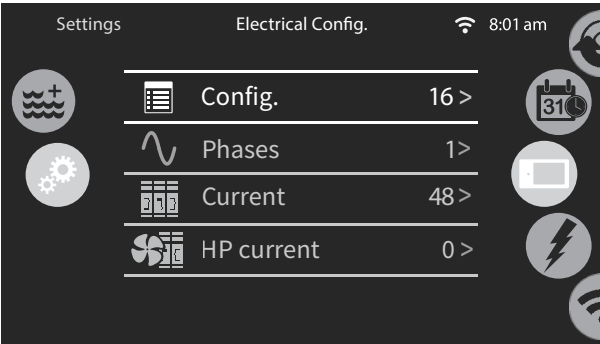 Settings Electrical Config. 8:01 am
Config. 16 >
31
Phases 1 >
Current 48 >
HP current 0 >